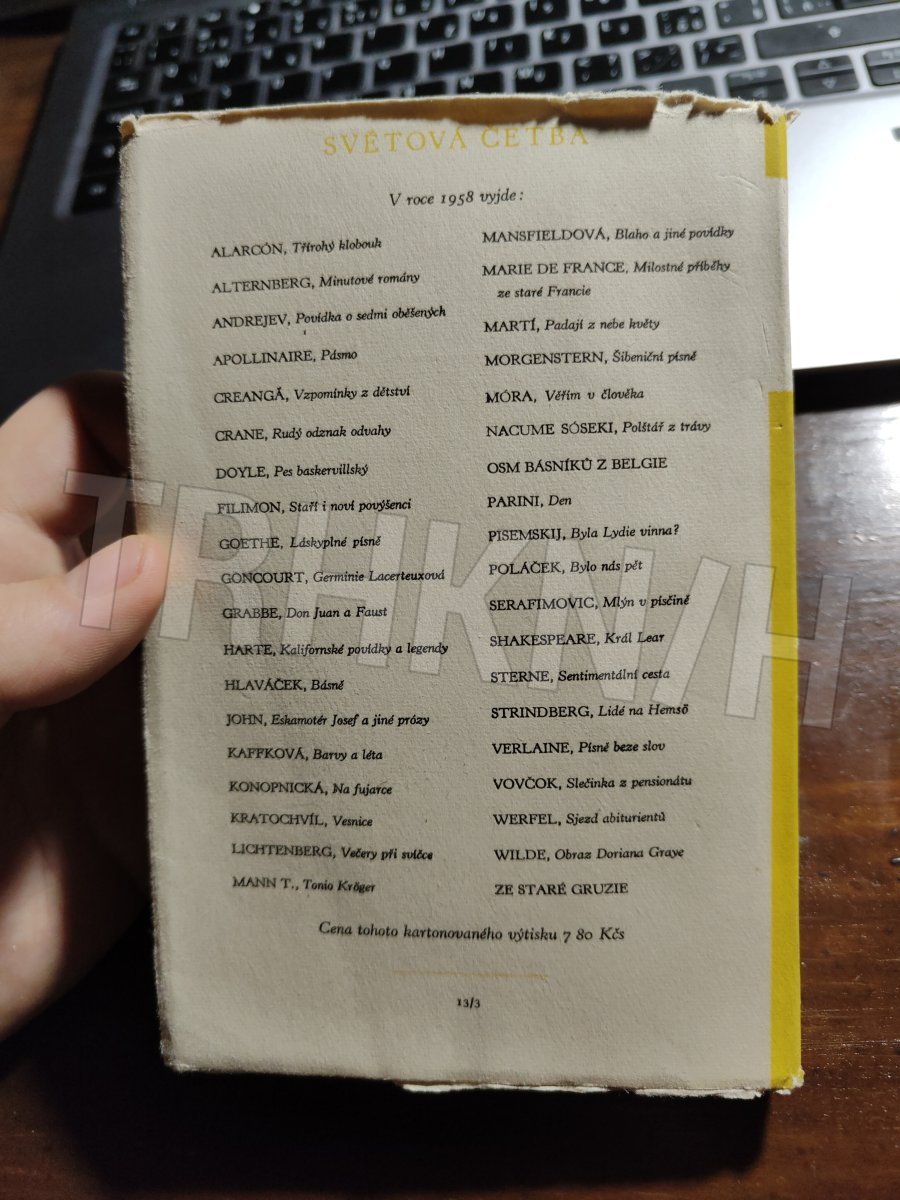 SVĚTOVÁ ČETBA
V roce 1958 vyjde:
ALARCÓN, Třírohý klobouk
ALTERNBERG, Minutové romány
ANDREJEV, Povídka o sedmi oběšených
APOLLINAIRE, Pásmo
CREANGĂ, Vzpomínky z dětství
CRANE, Rudý odznak odvahy
DOYLE, Pes baskervillský
FILIMON, Staří i noví povýšenci
GOETHE, Láskyplné písně
GONCOURT, Germinie Lacerteuxová
GRABBE, Don Juan a Faust
HARTE, Kalifornské povídky a legendy
HLAVÁČEK, Básně
JOHN, Eskamotér Josef a jiné prózy
KAFFKOVÁ, Barvy a léta
KONOPNICKÁ, Na fujarce
KRATOCHVÍL, Vesnice
LICHTENBERG, Večery při svíčce
MANN T., Tonio Kröger
MANSFIELDOVÁ, Blaho a jiné povídky
MARIE DE FRANCE, Milostné příběhy
ze staré Francie
MARTÍ, Padají z nebe květy
MORGENSTERN, Šibeniční písně
MÓRA, Věřím v člověka
NACUME SÓSEKI, Polštář z trávy
OSM BÁSNÍKŮ Z BELGIE
PARINI, Den
PISEMSKIJ, Byla Lydie vinna?
POLÁČEK, Bylo nás pět
SERAFIMOVIC, Mlýn v písčině
SHAKESPEARE, Král Lear
STERNE, Sentimentální cesta
STRINDBERG, Lidé na Hemsö
VERLAINE, Písně beze slov
VOVČOK, Slečinka z pensionátu
WERFEL, Sjezd abiturientů
WILDE, Obraz Doriana Graye
ZE STARÉ GRUZIE
Cena tohoto kartonovaného výtisku 7 80 Kčs
13/3
TRHKNIH